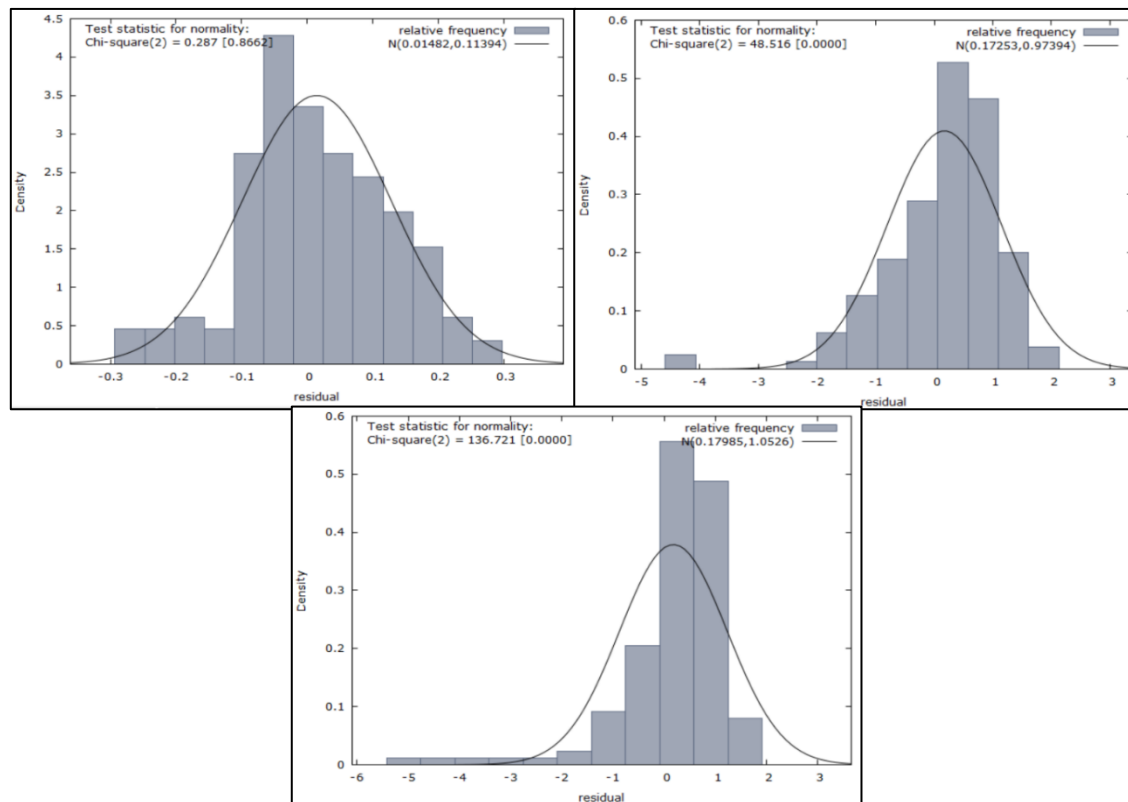 Test statistic for normality:
Chi-square(2) = 0.287 [0.8662]
relative frequency
N(0.01482,0.11394)
4.5
4
3.5
3
2.5
2
1.5
1
0.5
0
Density
-0.3
-0.2
-0.1
0
0.1
0.2
0.3
residual
Test statistic for normality:
Chi-square(2) = 48.516 [0.0000]
relative frequency
N(0.17253,0.97394)
0.6
0.5
0.4
0.3
0.2
0.1
0
Density
-5
-4
-3
-2
-1
0
1
2
3
residual
Test statistic for normality:
Chi-square(2) = 136.721 [0.0000]
relative frequency
N(0.17985,1.0526)
0.6
0.5
0.4
0.3
0.2
0.1
0
Density
-6
-5
-4
-3
-2
-1
0
1
2
3
residual